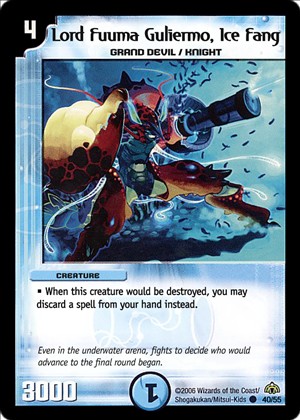 4 Lord Fuuma Guliermo, Ice Fang
GRAND DEVIL / KNIGHT
CREATURE
▪ When this creature would be destroyed, you may
discard a spell from your hand instead.
Even in the underwater arena, fights to decide who would
advance to the final round began.
3000 1
©2006 Wizards of the Coast/
Shogakukan/Mitsui-Kids ● 40/55